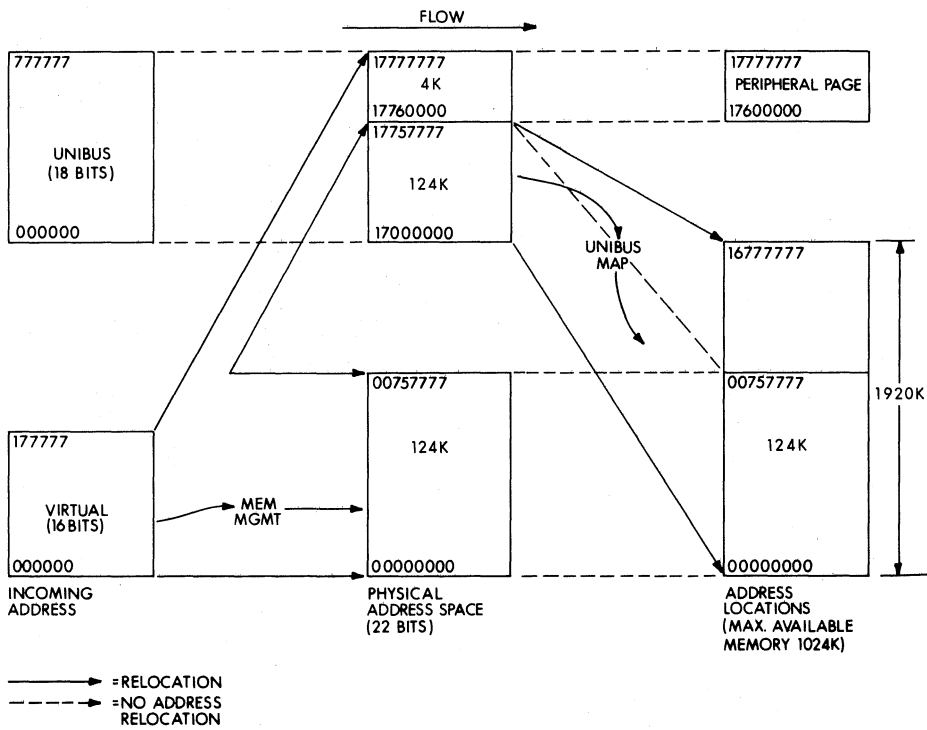 FLOW
777777
UNIBUS
(18 BITS)
000000
17777777
4K
17760000
17757777
124K
17000000
17777777
PERIPHERAL PAGE
17600000
UNIBUS
MAP
16777777
1920K
00757777
124K
00000000
00757777
124K
00000000
177777
VIRTUAL
(16 BITS)
000000
MEM
MGMT
INCOMING
ADDRESS
PHYSICAL
ADDRESS SPACE
(22 BITS)
ADDRESS
LOCATIONS
(MAX. AVAILABLE
MEMORY 1024K)
=RELOCATION
=NO ADDRESS
RELOCATION